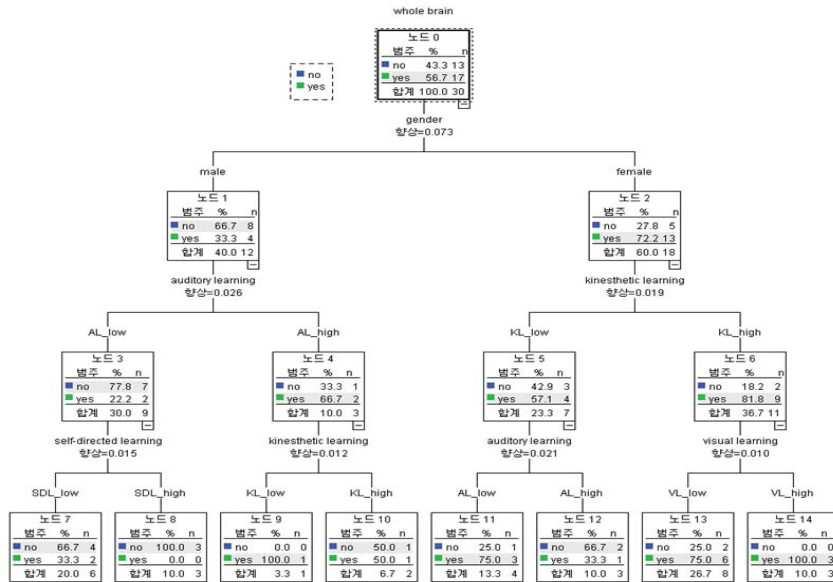 whole brain
노드 0
범주 % n
no 43.3 13
yes 56.7 17
합계 100.0 30
no
yes
gender
향상=0.073
male
female
노드 1
범주 % n
no 66.7 8
yes 33.3 4
합계 40.0 12
노드 2
범주 % n
no 27.8 5
yes 72.2 13
합계 60.0 18
auditory learning
향상=0.026
kinesthetic learning
향상=0.019
AL_low
AL_high
KL_low
KL_high
노드 3
범주 % n
no 77.8 7
yes 22.2 2
합계 30.0 9
노드 4
범주 % n
no 33.3 1
yes 66.7 2
합계 10.0 3
노드 5
범주 % n
no 42.9 3
yes 57.1 4
합계 23.3 7
노드 6
범주 % n
no 18.2 2
yes 81.8 9
합계 36.7 11
self-directed learning
향상=0.015
kinesthetic learning
향상=0.012
auditory learning
향상=0.021
visual learning
향상=0.010
SDL_low
SDL_high
KL_low
KL_high
AL_low
AL_high
VL_low
VL_high
노드 7
범주 % n
no 66.7 4
yes 33.3 2
합계 20.0 6
노드 8
범주 % n
no 100.0 3
yes 0.0 0
합계 10.0 3
노드 9
범주 % n
no 0.0 0
yes 100.0 1
합계 3.3 1
노드 10
범주 % n
no 50.0 1
yes 50.0 1
합계 6.7 2
노드 11
범주 % n
no 25.0 1
yes 75.0 3
합계 13.3 4
노드 12
범주 % n
no 66.7 2
yes 33.3 1
합계 10.0 3
노드 13
범주 % n
no 25.0 2
yes 75.0 6
합계 26.7 8
노드 14
범주 % n
no 0.0 0
yes 100.0 3
합계 10.0 3